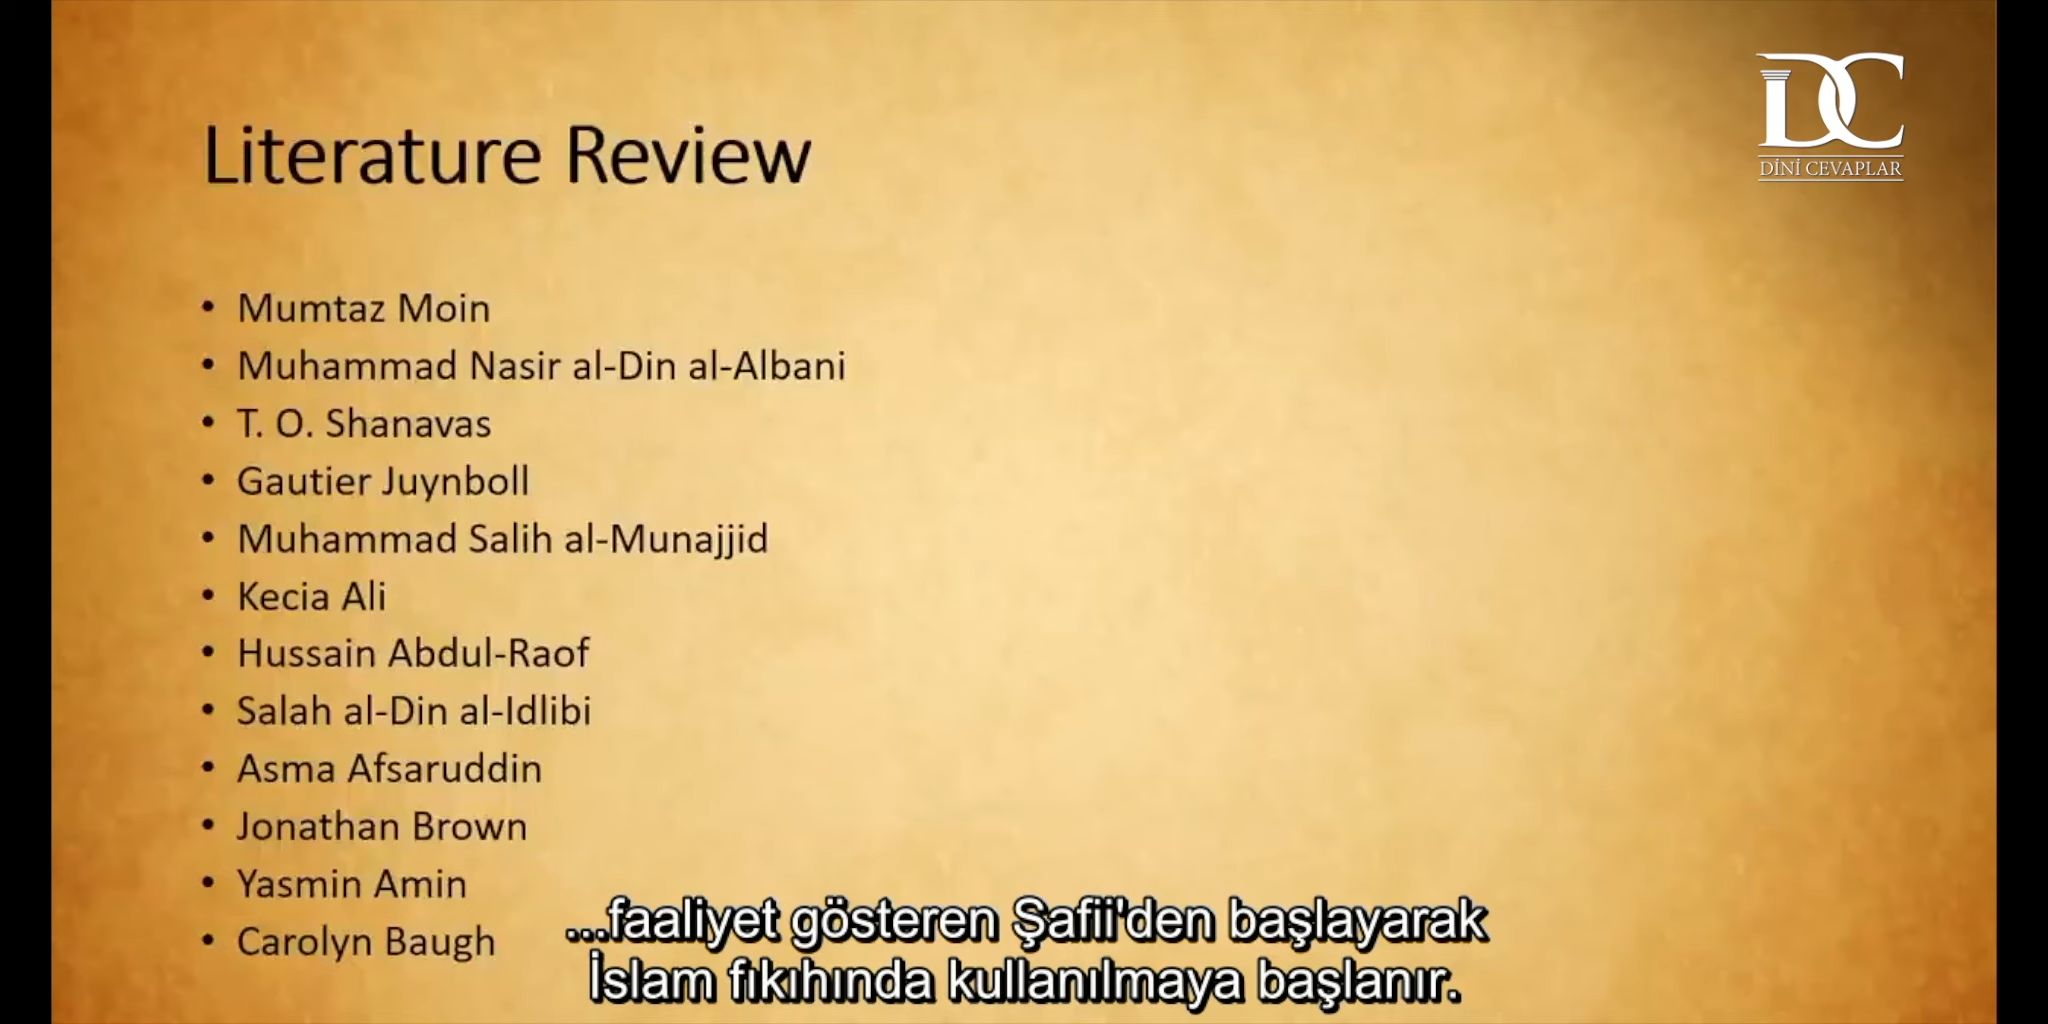 DC
DİNİ CEVAPLAR
Literature Review
• Mumtaz Moin
• Muhammad Nasir al-Din al-Albani
• T. O. Shanavas
• Gautier Juynboll
• Muhammad Salih al-Munajjid
• Kecia Ali
• Hussain Abdul-Raof
• Salah al-Din al-Idlibi
• Asma Afsaruddin
• Jonathan Brown
• Yasmin Amin
• Carolyn Baugh
...faaliyet gösteren Şafii'den başlayarak
İslam fıkıhında kullanılmaya başlanır.